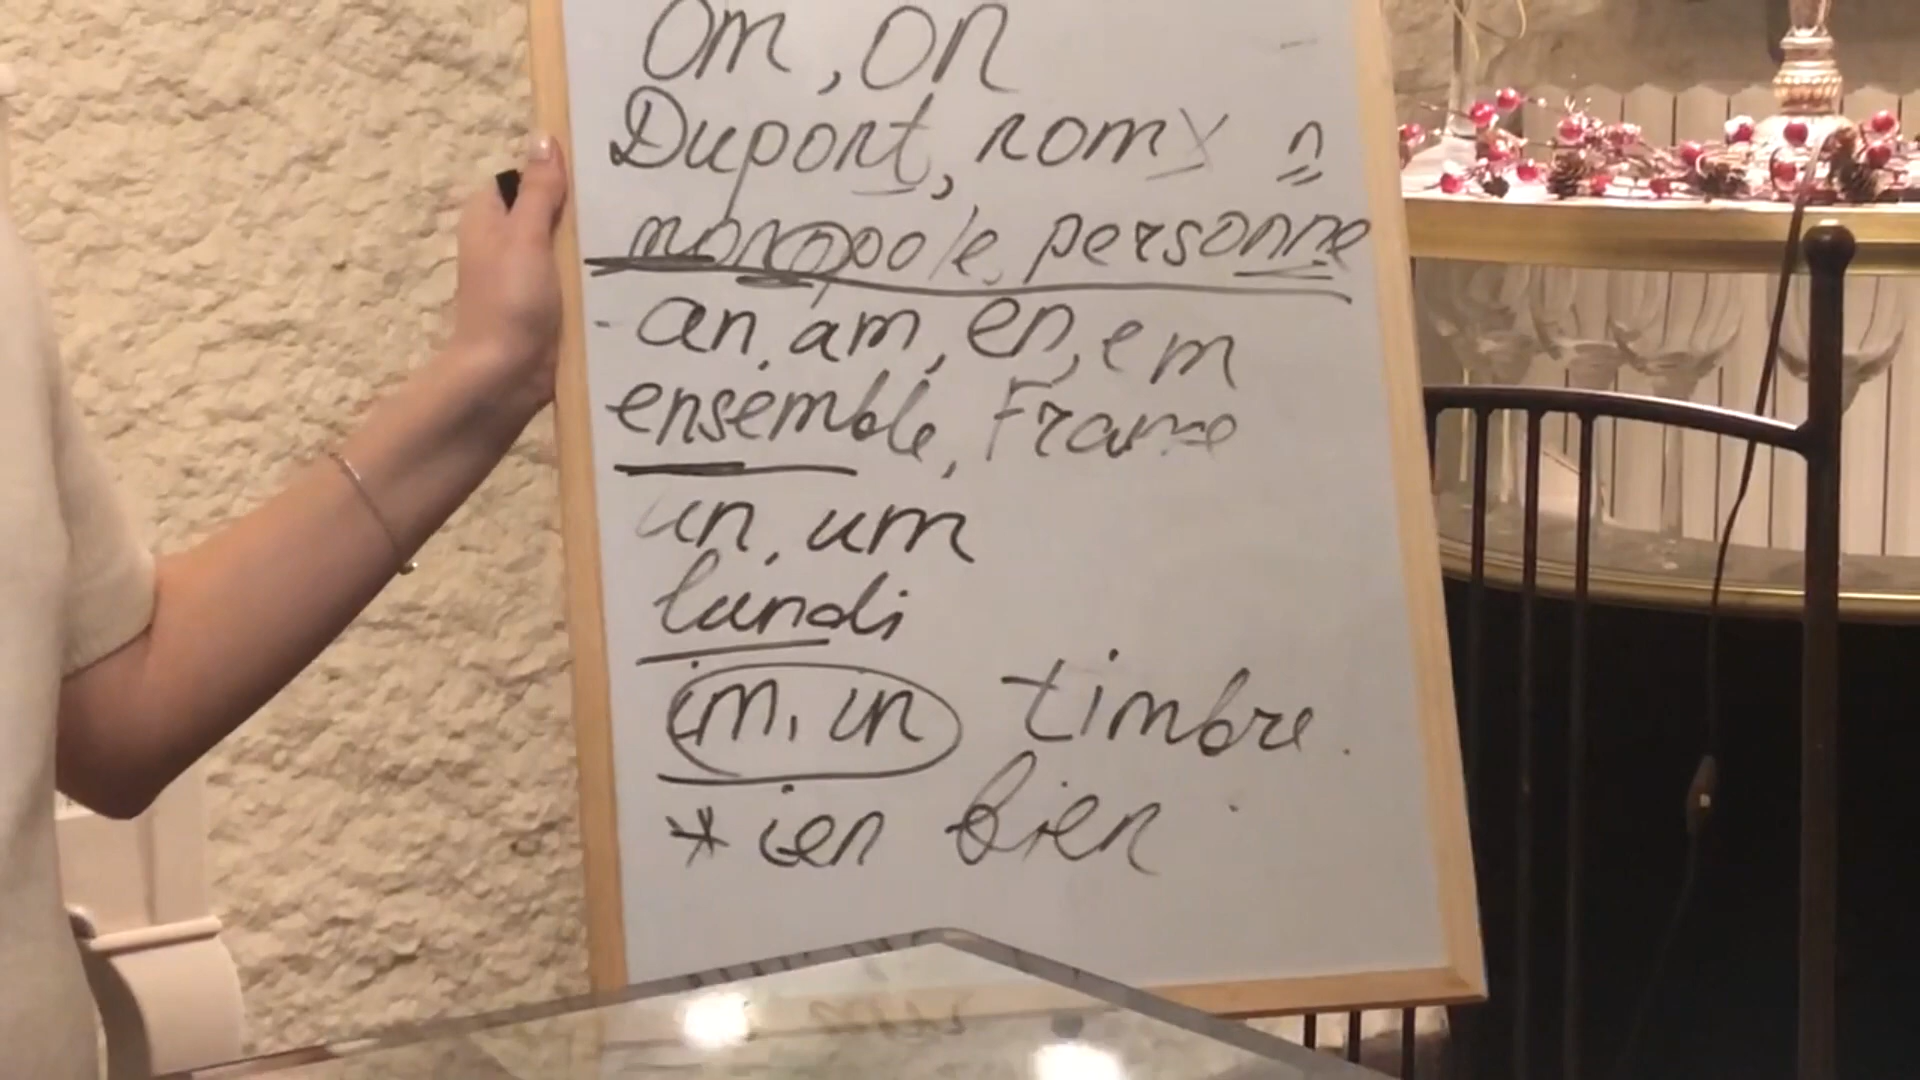 om, on
Dupont, nomy n
monopole, personne
- an, am, en, em
ensemble, France
un, um
lundi
im, in timbre.
* ien bien